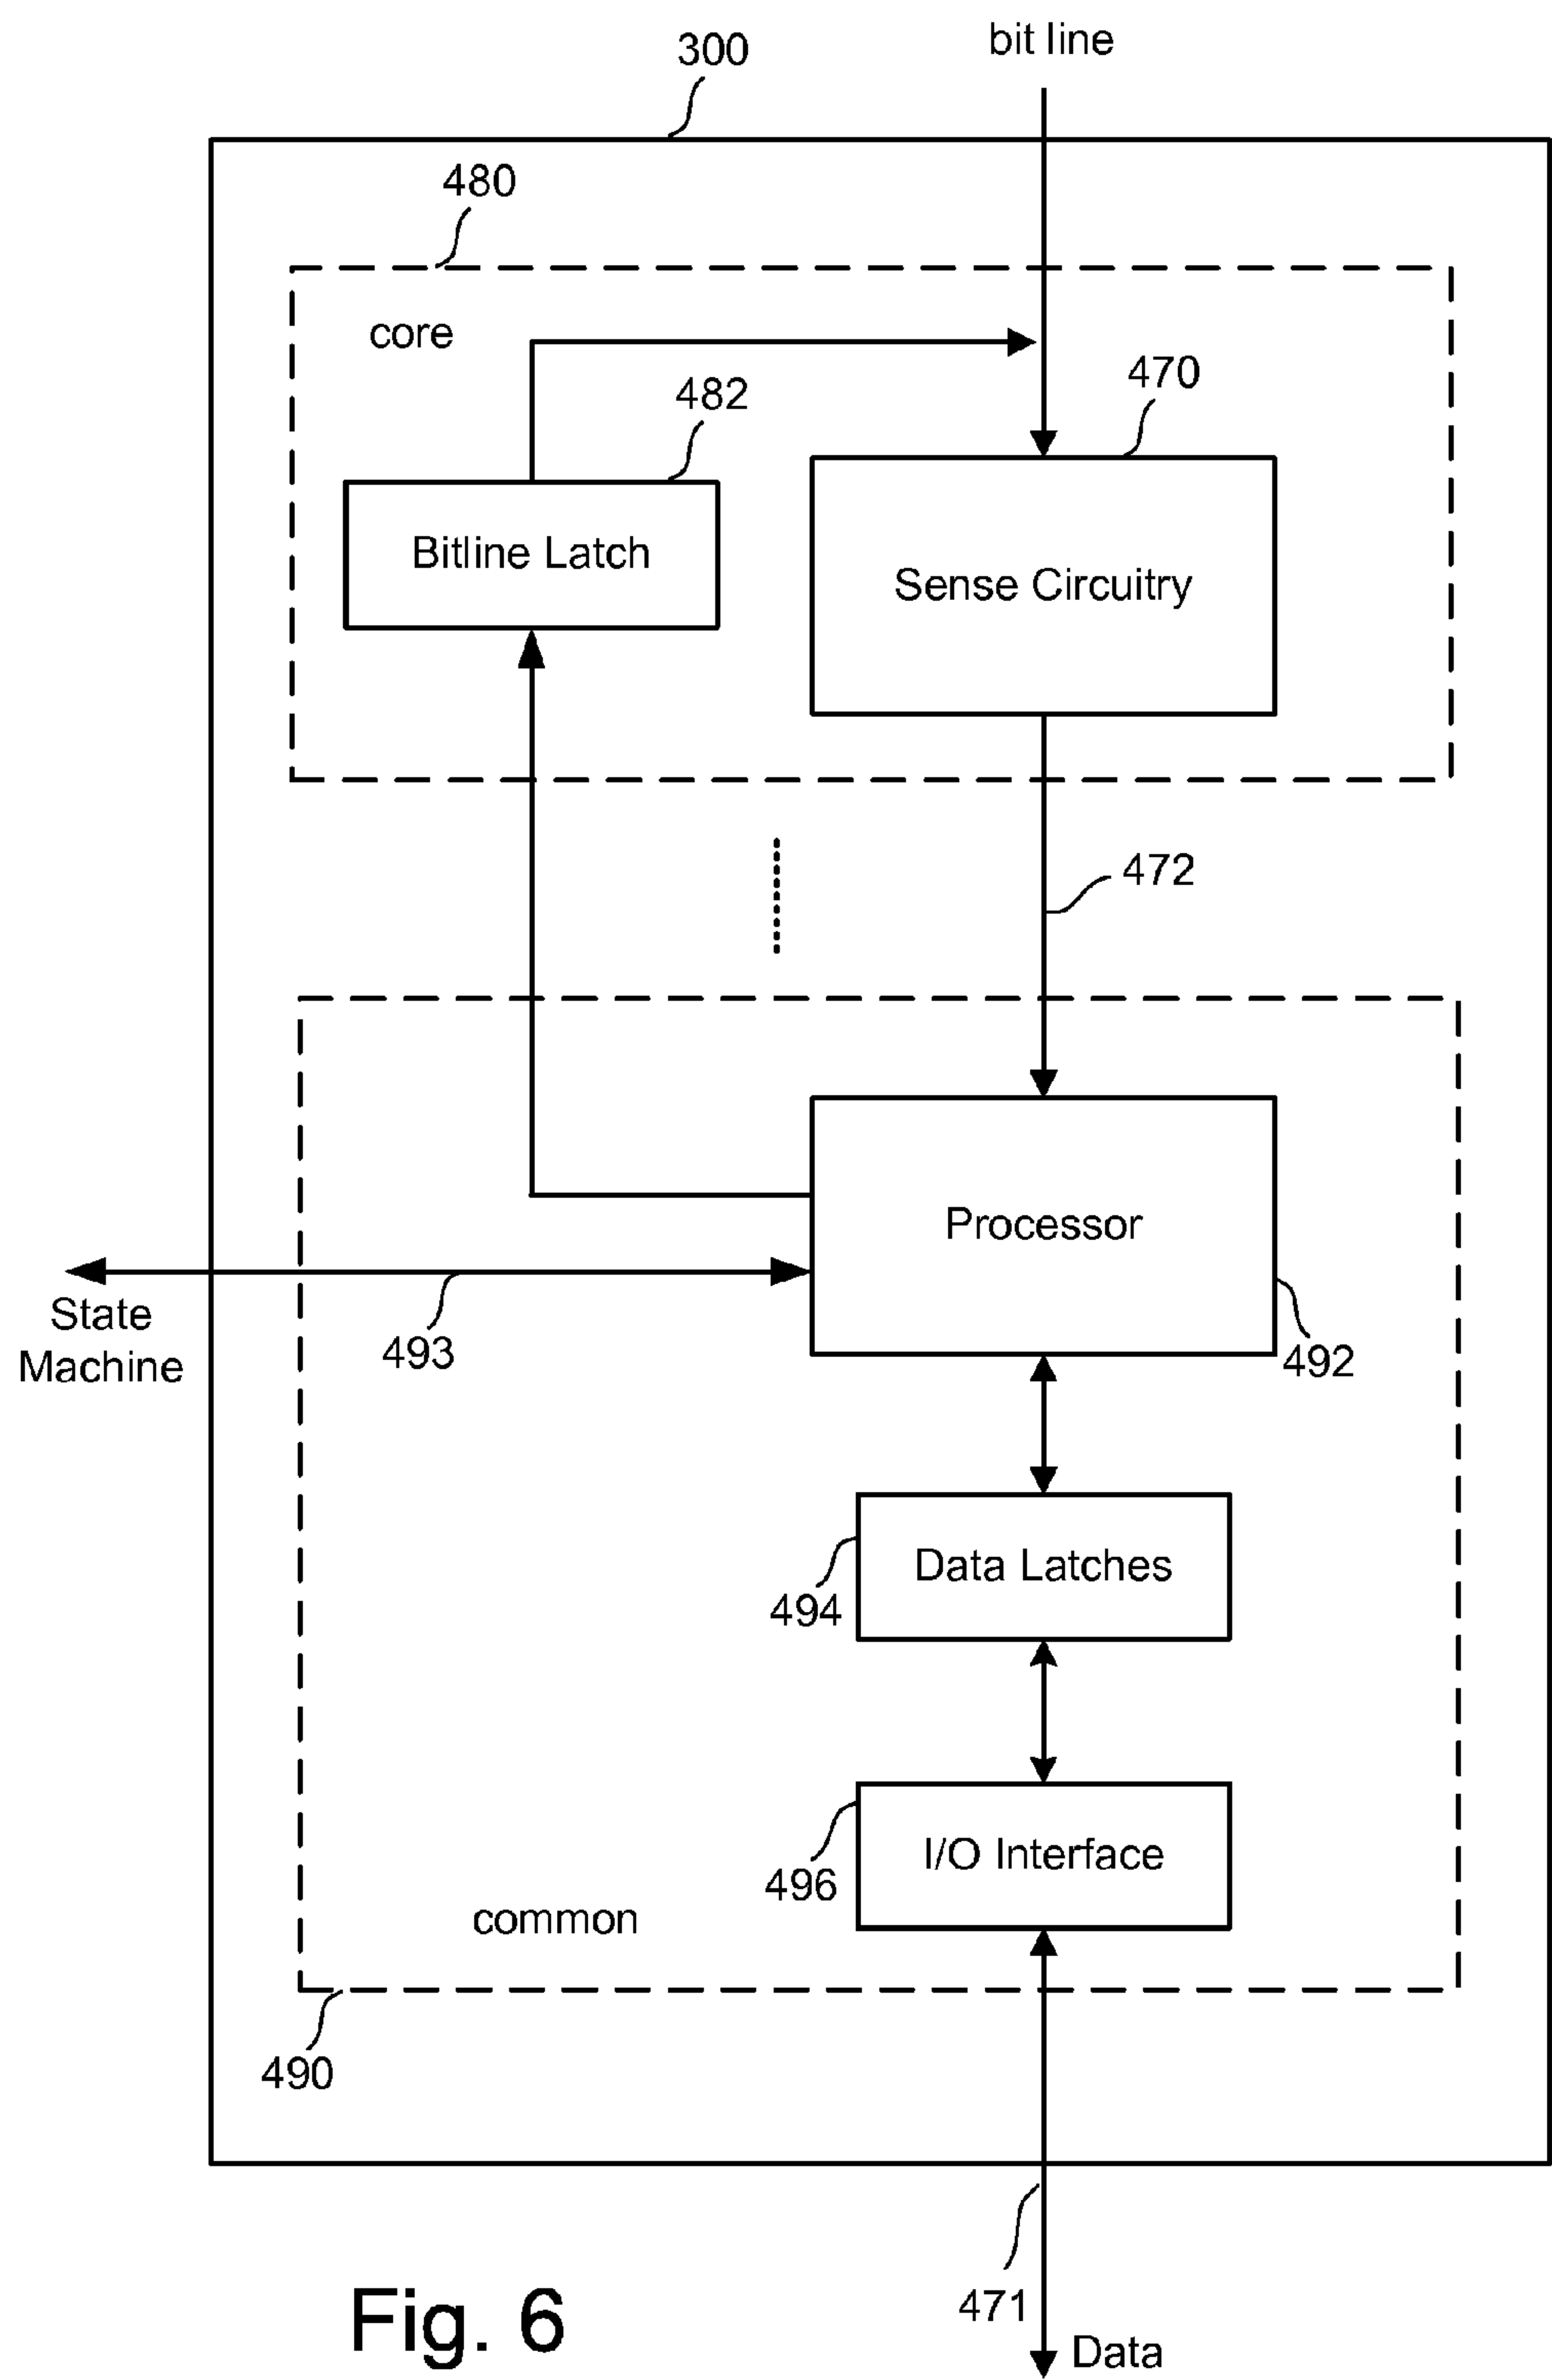 bit line
300
480
core
470
482
Bitline Latch
Sense Circuitry
472
Processor
State
Machine
493
492
Data Latches
494
I/O Interface
496
common
490
471
Fig. 6
Data